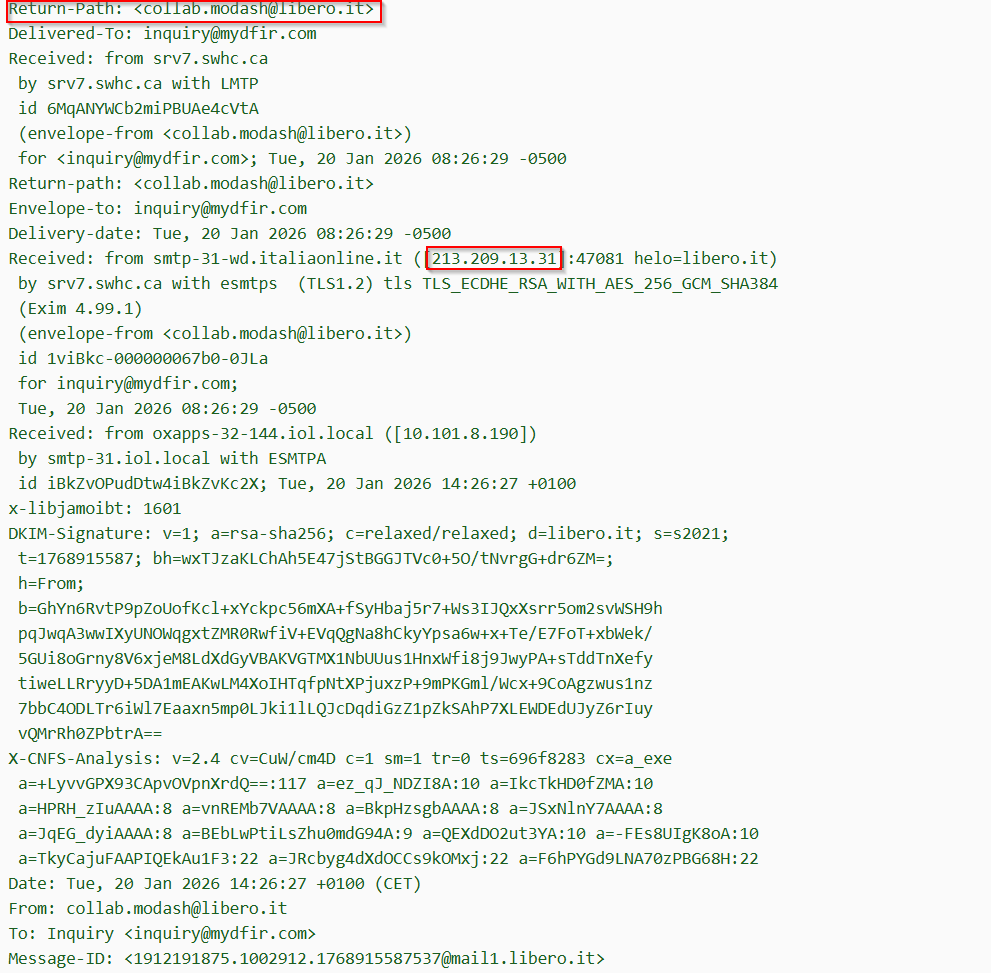 Return-Path: <collab.modash@libero.it>
Delivered-To: inquiry@mydfir.com
Received: from srv7.swhc.ca
by srv7.swhc.ca with LMTP
id 6MqANYWCb2miPBUAe4cVtA
(envelope-from <collab.modash@libero.it>)
for <inquiry@mydfir.com>; Tue, 20 Jan 2026 08:26:29 -0500
Return-path: <collab.modash@libero.it>
Envelope-to: inquiry@mydfir.com
Delivery-date: Tue, 20 Jan 2026 08:26:29 -0500
Received: from smtp-31-wd.italiaonline.it ([213.209.13.31]:47081 helo=libero.it)
by srv7.swhc.ca with esmtps  (TLS1.2) tls TLS_ECDHE_RSA_WITH_AES_256_GCM_SHA384
(Exim 4.99.1)
(envelope-from <collab.modash@libero.it>)
id 1viBkc-000000067b0-0JLa
for inquiry@mydfir.com;
Tue, 20 Jan 2026 08:26:29 -0500
Received: from oxapps-32-144.iol.local ([10.101.8.190])
by smtp-31.iol.local with ESMTPA
id iBkZvOPudDtw4iBkZvKc2X; Tue, 20 Jan 2026 14:26:27 +0100
x-libjamoibt: 1601
DKIM-Signature: v=1; a=rsa-sha256; c=relaxed/relaxed; d=libero.it; s=s2021;
t=1768915587; bh=wxTJzaKLChAh5E47jStBGGJTVc0+5O/tNvrgG+dr6ZM=;
h=From;
b=GhYn6RvtP9pZoUofKcl+xYckpc56mXA+fSyHbaj5r7+Ws3IJQxXsrr5om2svWSH9h
pqJwqA3wwIXyUNOWqgxtZMR0RwfiV+EVqQgNa8hCkyYpsa6w+x+Te/E7FoT+xbWek/
5GUi8oGrny8V6xjeM8LdXdGyVBAKVGTMX1NbUUus1HnxWfi8j9JwyPA+sTddTnXefy
tiweLLRryyD+5DA1mEAKwLM4XoIHTqfpNtXPjuxzP+9mPKGml/Wcx+9CoAgzwus1nz
7bbC4ODLTr6iWl7Eaaxn5mp0LJki1lLQJcDqdiGzZ1pZkSAhP7XLEWDEdUJyZ6rIuy
vQMrRh0ZPbtrA==
X-CNFS-Analysis: v=2.4 cv=CuW/cm4D c=1 sm=1 tr=0 ts=696f8283 cx=a_exe
a=+LyvvGPX93CApvOVpnXrdQ==:117 a=ez_qJ_NDZI8A:10 a=IkcTkHD0fZMA:10
a=HPRH_zIuAAAA:8 a=vnREMb7VAAAA:8 a=BkpHzsgbAAAA:8 a=JSxNlnY7AAAA:8
a=JqEG_dyiAAAA:8 a=BEbLwPtiLsZhu0mdG94A:9 a=QEXdDO2ut3YA:10 a=-FEs8UIgK8oA:10
a=TkyCajuFAAPIQEkAu1F3:22 a=JRcbyg4dXdOCCs9kOMxj:22 a=F6hPYGd9LNA70zPBG68H:22
Date: Tue, 20 Jan 2026 14:26:27 +0100 (CET)
From: collab.modash@libero.it
To: Inquiry <inquiry@mydfir.com>
Message-ID: <1912191875.1002912.1768915587537@mail1.libero.it>